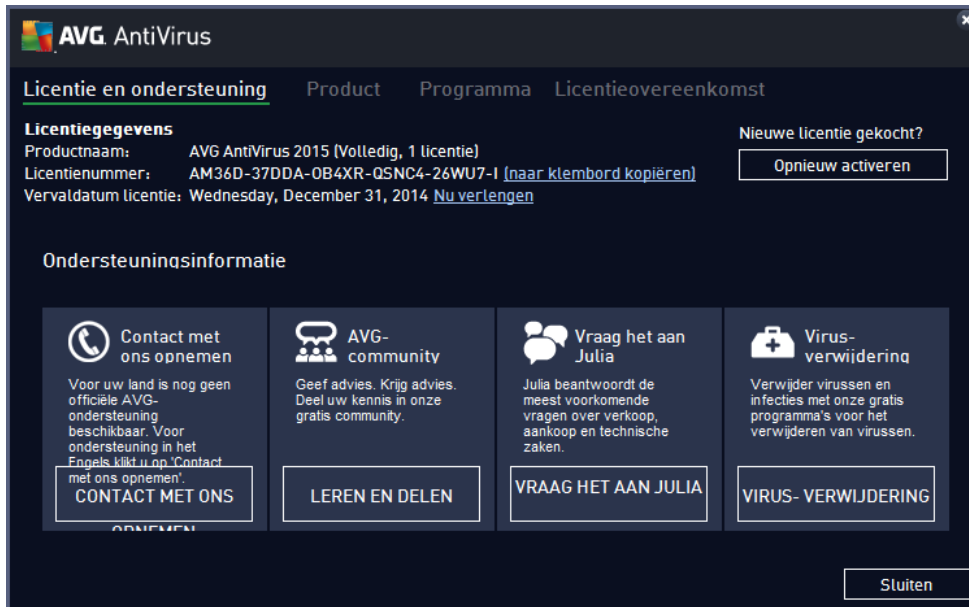 AVG. AntiVirus
Licentie en ondersteuning Product Programma Licentieovereenkomst
Licentiegegevens
Productnaam: AVG AntiVirus 2015 (Volledig, 1 licentie)
Licentienummer: AM36D-37DDA-0B4XR-QSNC4-26WU7-I (naar klembord kopiëren)
Vervaldatum licentie: Wednesday, December 31, 2014 Nu verlengen
Nieuwe licentie gekocht?
Opnieuw activeren
Ondersteuningsinformatie
Contact met
ons opnemen
Voor uw land is nog geen
officiële AVG-
ondersteuning
beschikbaar. Voor
ondersteuning in het
Engels klikt u op 'Contact
met ons opnemen'.
CONTACT MET ONS
OPNEMEN
AVG-
community
Geef advies. Krijg advies.
Deel uw kennis in onze
gratis community.
LEREN EN DELEN
Vraag het aan
Julia
Julia beantwoordt de
meest voorkomende
vragen over verkoop,
aankoop en technische
zaken.
VRAAG HET AAN JULIA
Virus-
verwijdering
Verwijder virussen en
infecties met onze gratis
programma's voor het
verwijderen van virussen.
VIRUS- VERWIJDERING
Sluiten